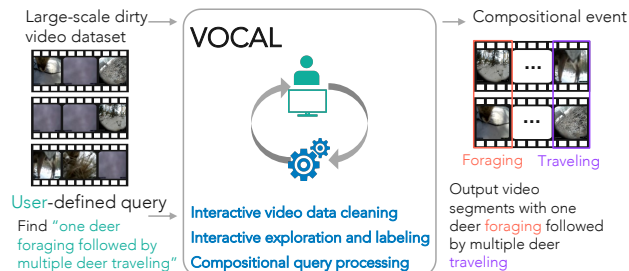 Large-scale dirty
video dataset
User-defined query
Find “one deer
foraging followed by
multiple deer traveling”
VOCAL
Interactive video data cleaning
Interactive exploration and labeling
Compositional query processing
Compositional event
...
...
Foraging
Traveling
Output video
segments with one
deer foraging followed
by multiple deer
traveling